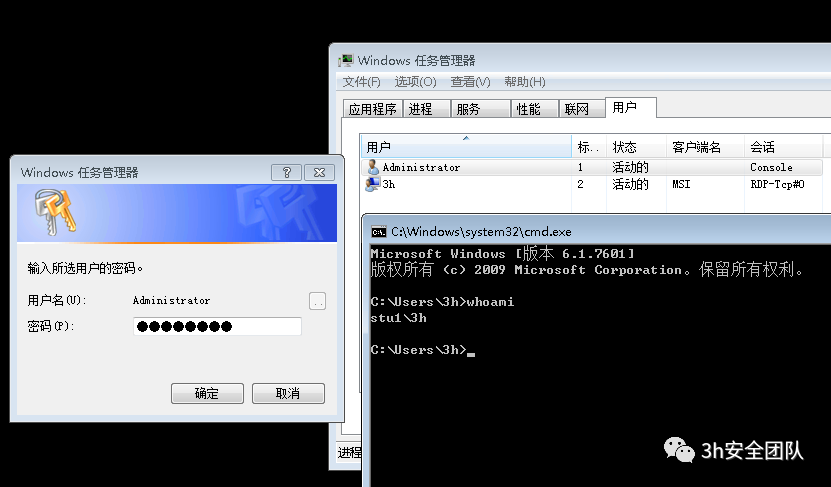 Windows 任务管理器
文件(F) 选项(O) 查看(V) 帮助(H)
应用程序 进程 服务 性能 联网 用户
用户 标.. 状态 客户端名 会话
Administrator 1 活动的 Console
3h 2 活动的 MSI RDP-Tcp#0
Windows 任务管理器
输入所选用户的密码。
用户名(U): Administrator ..
密码(P): ●●●●●●●●
确定 取消
C:\Windows\system32\cmd.exe
Microsoft Windows [版本 6.1.7601]
版权所有 (c) 2009 Microsoft Corporation。保留所有权利。
C:\Users\3h>whoami
stu1\3h
C:\Users\3h>_
进程
3h安全团队